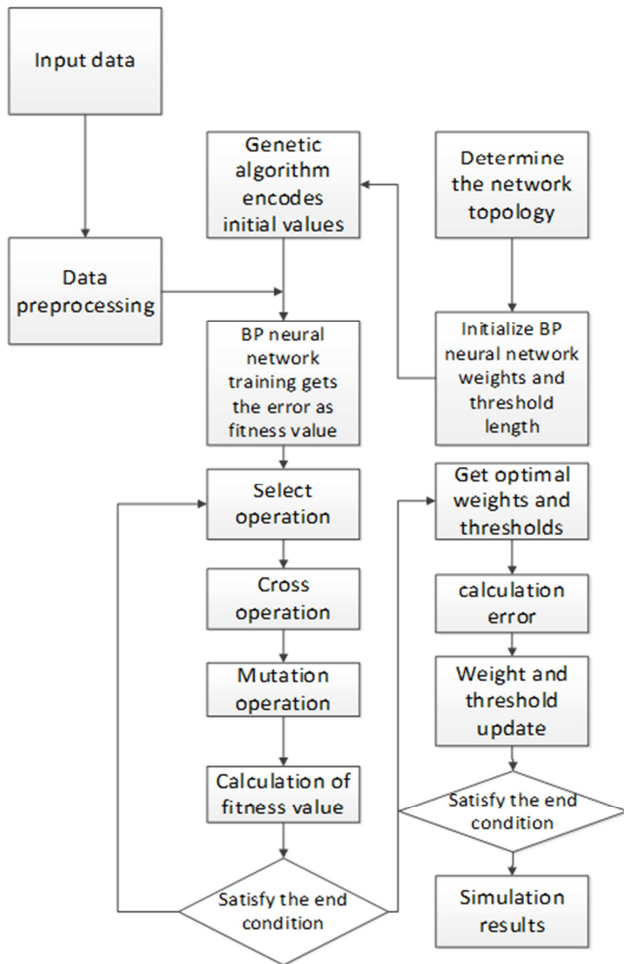 Input data
Genetic
algorithm
encodes
initial values
Determine
the network
topology
Data
preprocessing
BP neural
network
training gets
the error as
fitness value
Initialize BP
neural network
weights and
threshold
length
Select
operation
Get optimal
weights and
thresholds
Cross
operation
calculation
error
Mutation
operation
Weight and
threshold
update
Calculation of
fitness value
Satisfy the end
condition
Satisfy the end
condition
Simulation
results